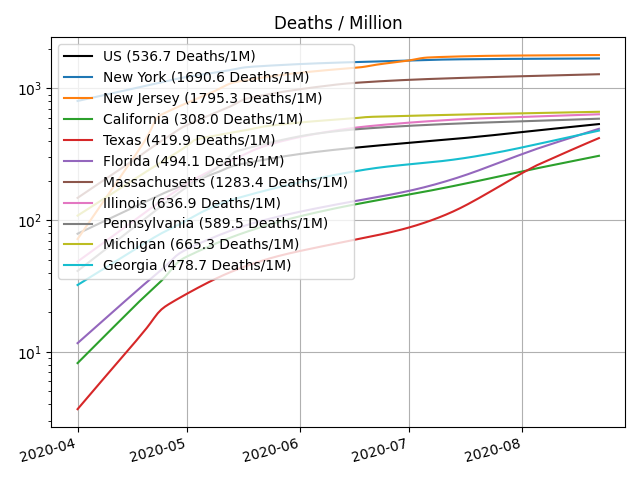 Deaths / Million
US (536.7 Deaths/1M)
New York (1690.6 Deaths/1M)
New Jersey (1795.3 Deaths/1M)
California (308.0 Deaths/1M)
Texas (419.9 Deaths/1M)
Florida (494.1 Deaths/1M)
Massachusetts (1283.4 Deaths/1M)
Illinois (636.9 Deaths/1M)
Pennsylvania (589.5 Deaths/1M)
Michigan (665.3 Deaths/1M)
Georgia (478.7 Deaths/1M)
10³
10²
10¹
2020-04 2020-05 2020-06 2020-07 2020-08